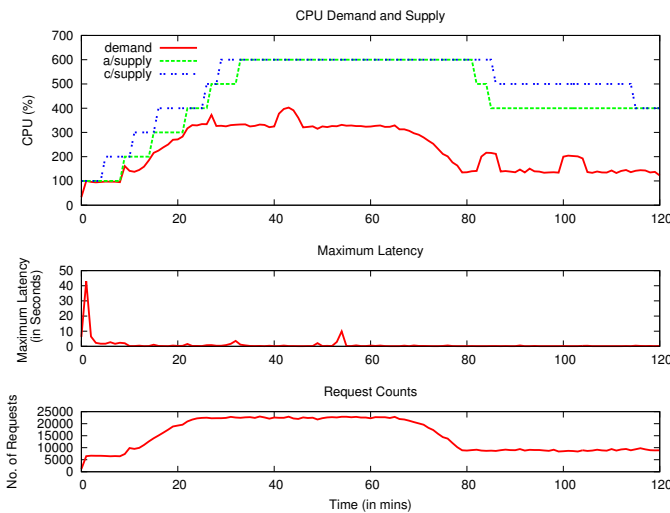 CPU Demand and Supply
700
600
500
400
300
200
100
0
CPU (%)
demand
a/supply
c/supply
0 20 40 60 80 100 120
Maximum Latency
50
40
30
20
10
0
Maximum Latency
(in Seconds)
0 20 40 60 80 100 120
Request Counts
25000
20000
15000
10000
5000
0
No. of Requests
0 20 40 60 80 100 120
Time (in mins)